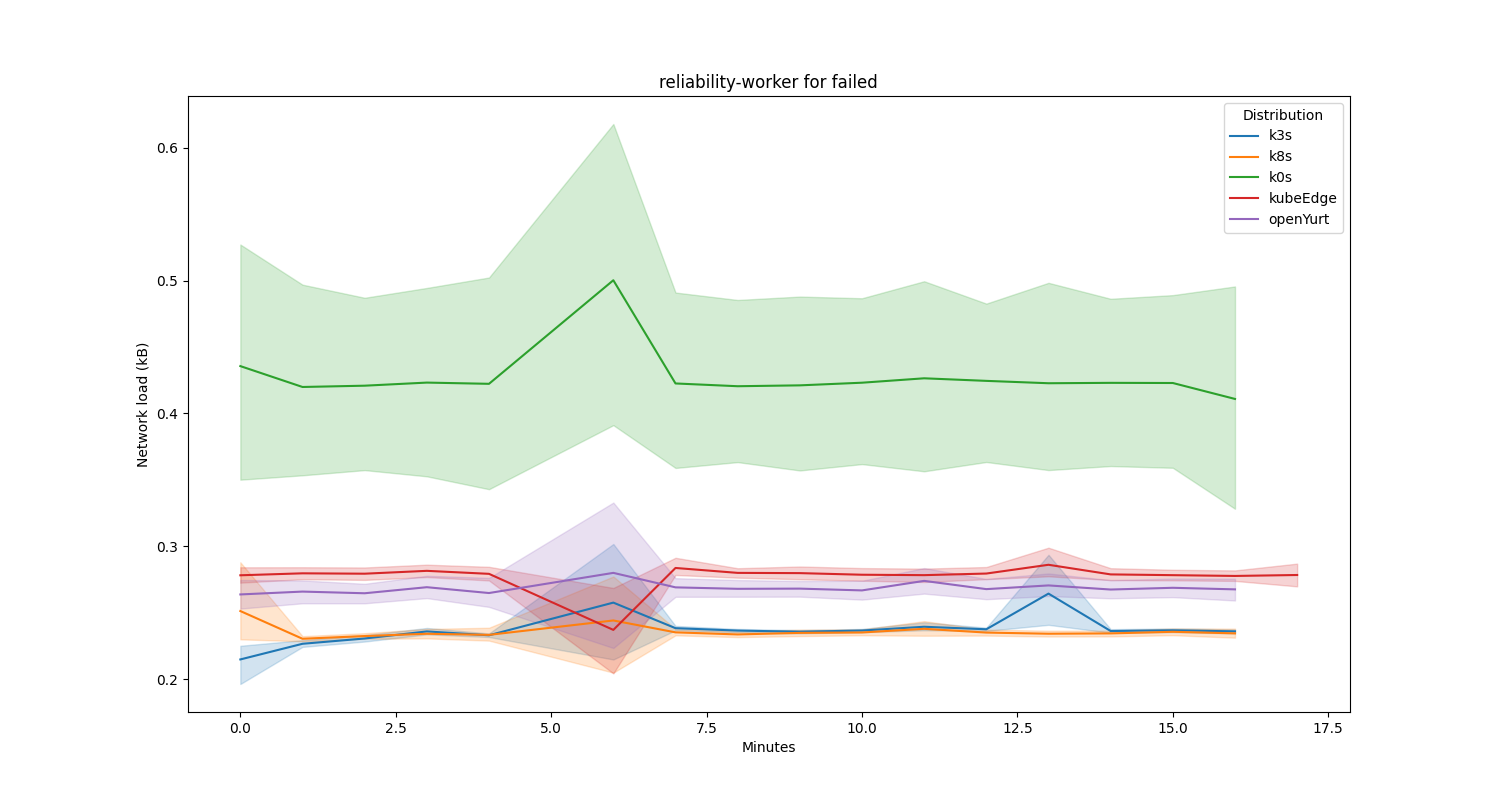 reliability-worker for failed
Distribution
k3s
k8s
k0s
kubeEdge
openYurt
Network load (kB)
0.6
0.5
0.4
0.3
0.2
0.0 2.5 5.0 7.5 10.0 12.5 15.0 17.5
Minutes